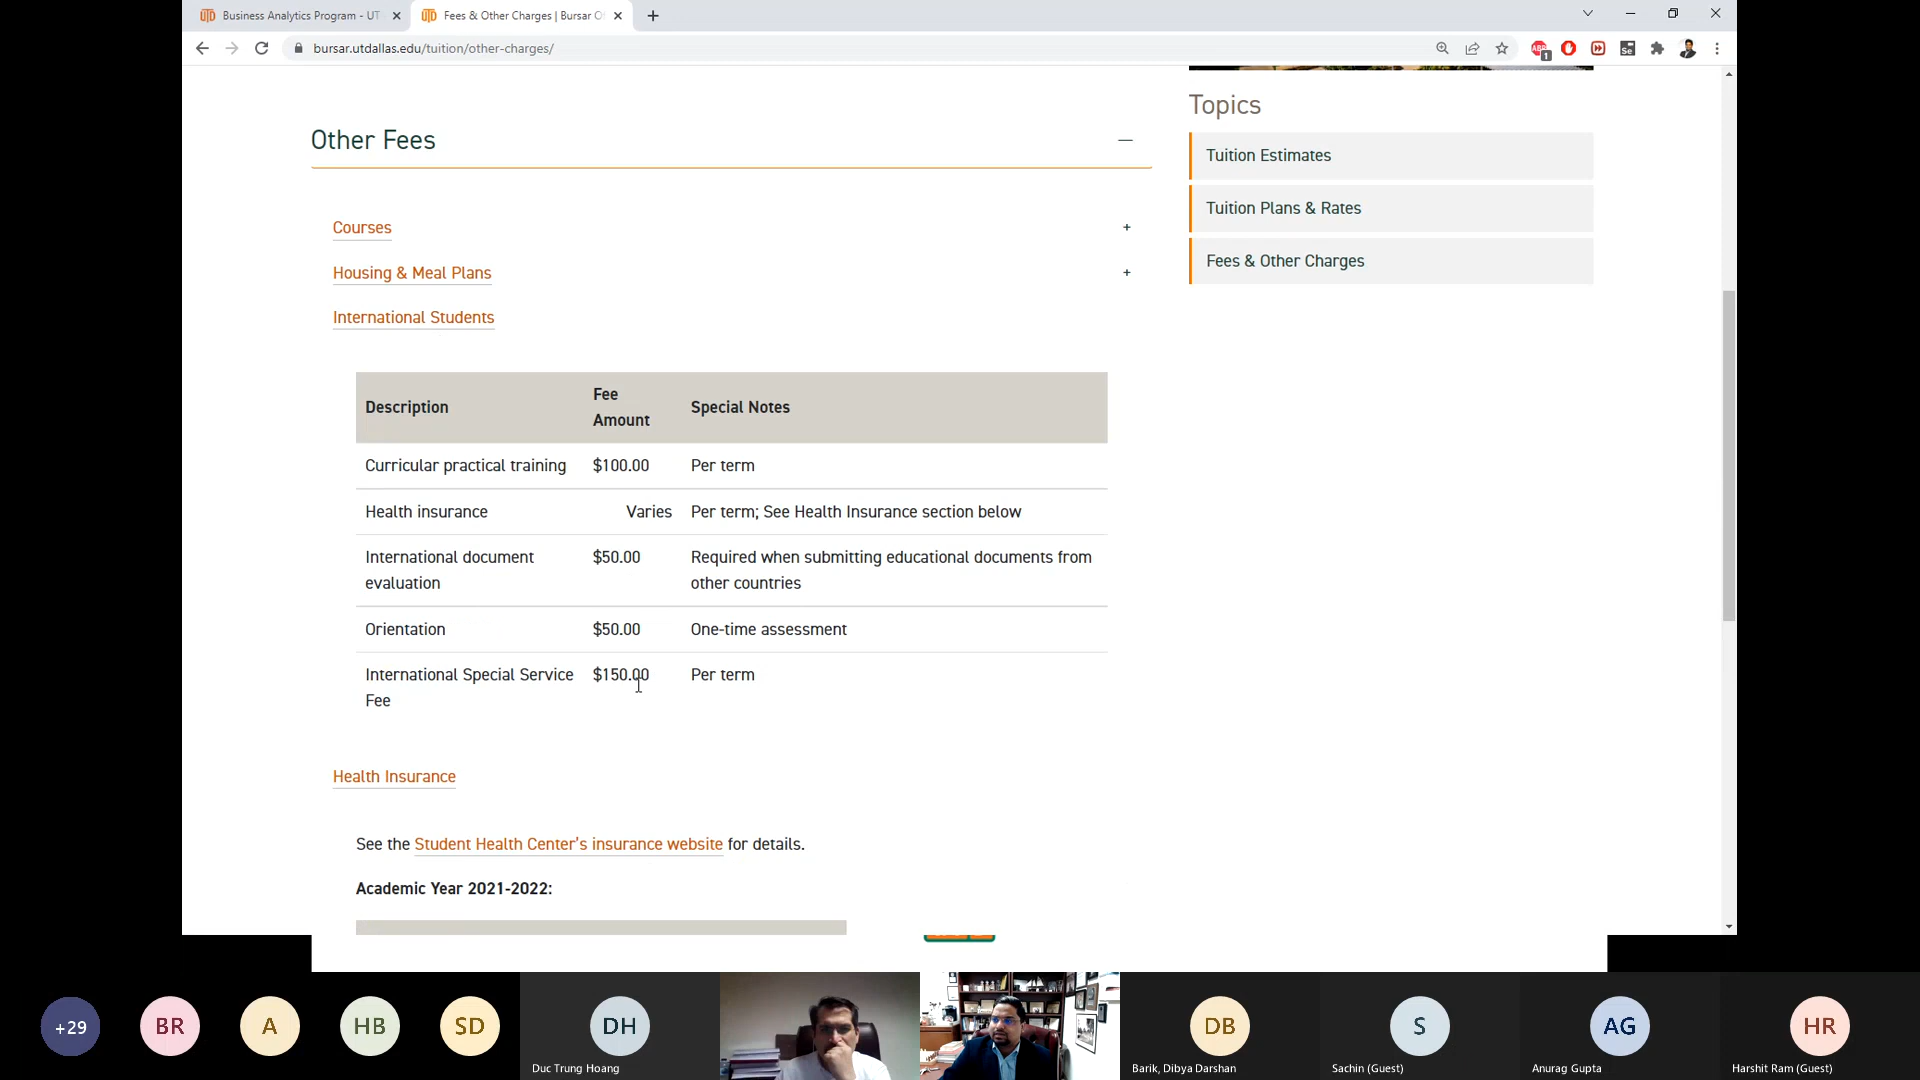 Business Analytics Program - UT
Fees & Other Charges | Bursar O
bursar.utdallas.edu/tuition/other-charges/
ABP
1
Se
Other Fees
Courses
Housing & Meal Plans
International Students
Description Fee Amount Special Notes
Curricular practical training $100.00 Per term
Health insurance Varies Per term; See Health Insurance section below
International document evaluation $50.00 Required when submitting educational documents from other countries
Orientation $50.00 One-time assessment
International Special Service Fee $150.00 Per term
Health Insurance
See the Student Health Center's insurance website for details.
Academic Year 2021-2022:
Topics
Tuition Estimates
Tuition Plans & Rates
Fees & Other Charges
+29
BR
A
HB
SD
DH
Duc Trung Hoang
DB
Barik, Dibya Darshan
S
Sachin (Guest)
AG
Anurag Gupta
HR
Harshit Ram (Guest)